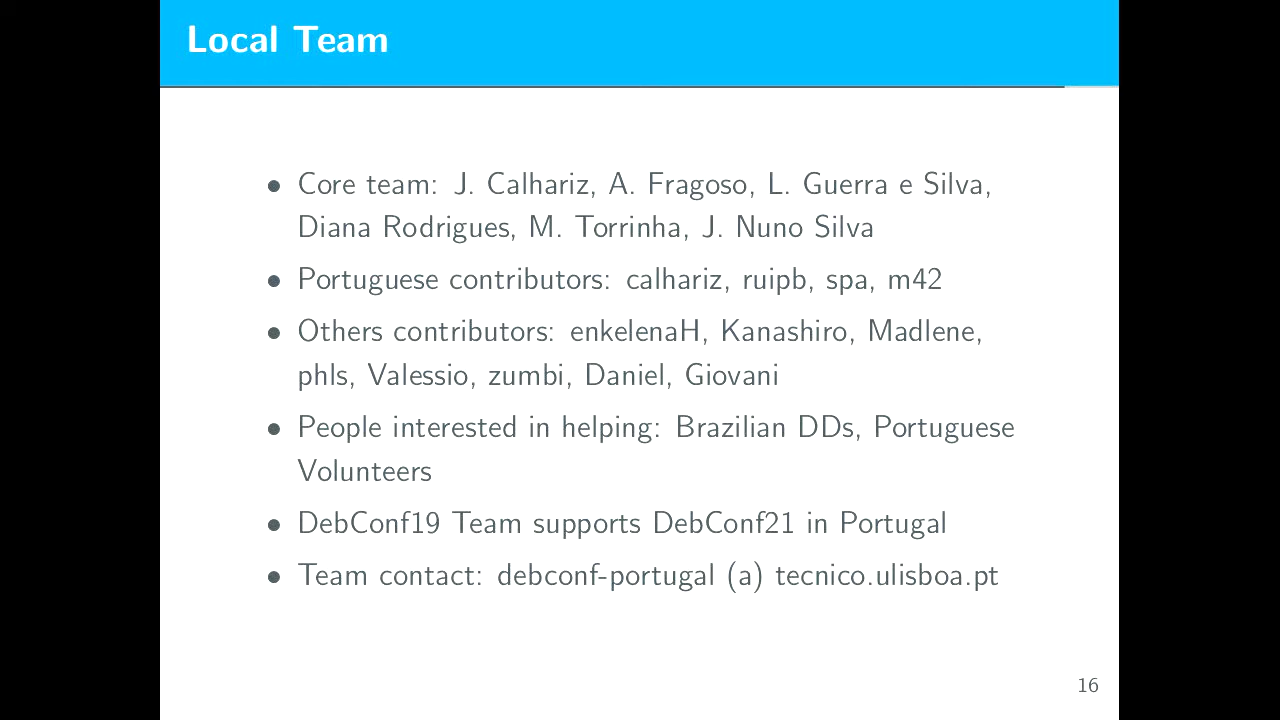 Local Team
• Core team: J. Calhariz, A. Fragoso, L. Guerra e Silva,
Diana Rodrigues, M. Torrinha, J. Nuno Silva
• Portuguese contributors: calhariz, ruipb, spa, m42
• Others contributors: enkelenaH, Kanashiro, Madlene,
phls, Valessio, zumbi, Daniel, Giovani
• People interested in helping: Brazilian DDs, Portuguese
Volunteers
• DebConf19 Team supports DebConf21 in Portugal
• Team contact: debconf-portugal (a) tecnico.ulisboa.pt
16